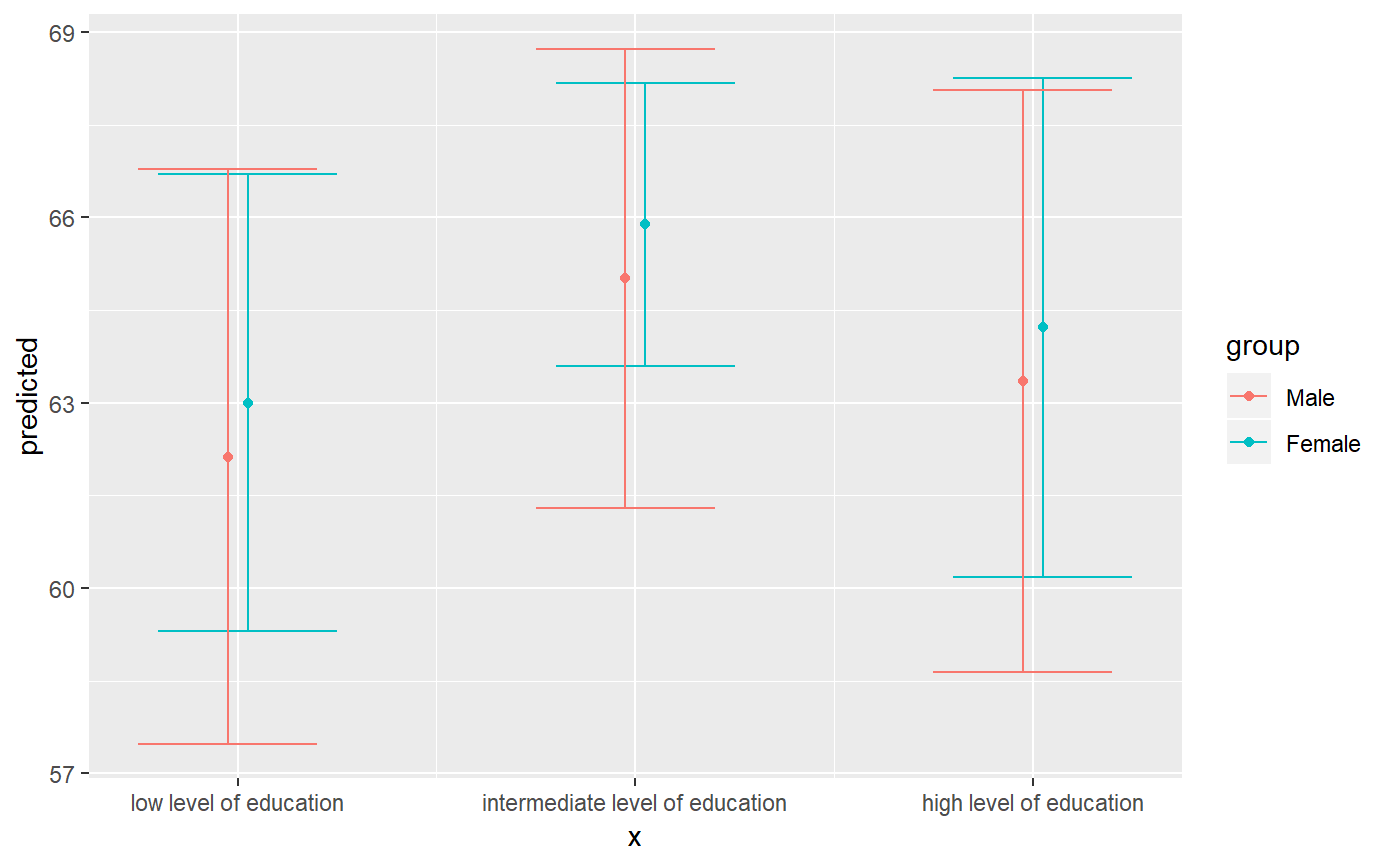 69
66
63
60
57
predicted
low level of education
intermediate level of education
high level of education
x
group
Male
Female